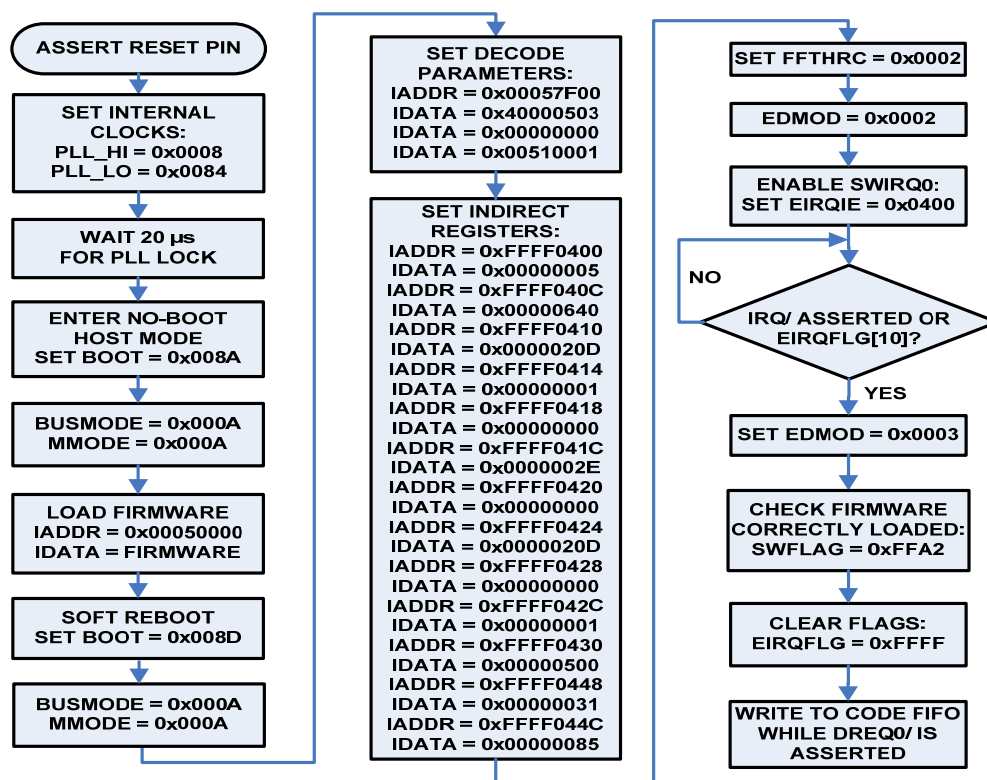 ASSERT RESET PIN
SET INTERNAL
CLOCKS:
PLL_HI = 0x0008
PLL_LO = 0x0084
WAIT 20 µs
FOR PLL LOCK
ENTER NO-BOOT
HOST MODE
SET BOOT = 0x008A
BUSMODE = 0x000A
MMODE = 0x000A
LOAD FIRMWARE
IADDR = 0x00050000
IDATA = FIRMWARE
SOFT REBOOT
SET BOOT = 0x008D
BUSMODE = 0x000A
MMODE = 0x000A
SET DECODE
PARAMETERS:
IADDR = 0x00057F00
IDATA = 0x40000503
IDATA = 0x00000000
IDATA = 0x00510001
SET INDIRECT
REGISTERS:
IADDR = 0xFFFF0400
IDATA = 0x00000005
IADDR = 0xFFFF040C
IDATA = 0x00000640
IADDR = 0xFFFF0410
IDATA = 0x0000020D
IADDR = 0xFFFF0414
IDATA = 0x00000001
IADDR = 0xFFFF0418
IDATA = 0x00000000
IADDR = 0xFFFF041C
IDATA = 0x0000002E
IADDR = 0xFFFF0420
IDATA = 0x00000000
IADDR = 0xFFFF0424
IDATA = 0x0000020D
IADDR = 0xFFFF0428
IDATA = 0x00000000
IADDR = 0xFFFF042C
IDATA = 0x00000001
IADDR = 0xFFFF0430
IDATA = 0x00000500
IADDR = 0xFFFF0448
IDATA = 0x00000031
IADDR = 0xFFFF044C
IDATA = 0x00000085
SET FFTHRC = 0x0002
EDMOD = 0x0002
ENABLE SWIRQ0:
SET EIRQIE = 0x0400
NO
IRQ/ ASSERTED OR
EIRQFLG[10]?
YES
SET EDMOD = 0x0003
CHECK FIRMWARE
CORRECTLY LOADED:
SWFLAG = 0xFFA2
CLEAR FLAGS:
EIRQFLG = 0xFFFF
WRITE TO CODE FIFO
WHILE DREQ0/ IS
ASSERTED